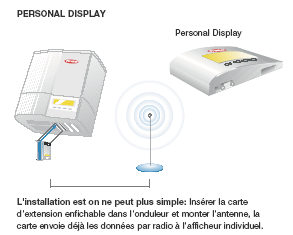 PERSONAL DISPLAY
Personal Display
L'installation est on ne peut plus simple: Insérer la carte
d'extension enfichable dans l'onduleur et monter l'antenne, la
carte envoie déjà les données par radio à l'afficheur individuel.